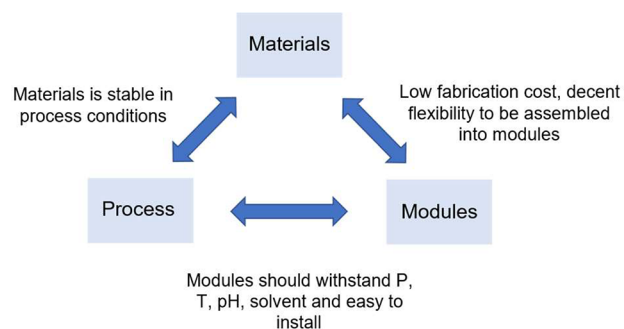 Materials
Materials is stable in
process conditions
Low fabrication cost, decent
flexibility to be assembled
into modules
Process
Modules
Modules should withstand P,
T, pH, solvent and easy to
install